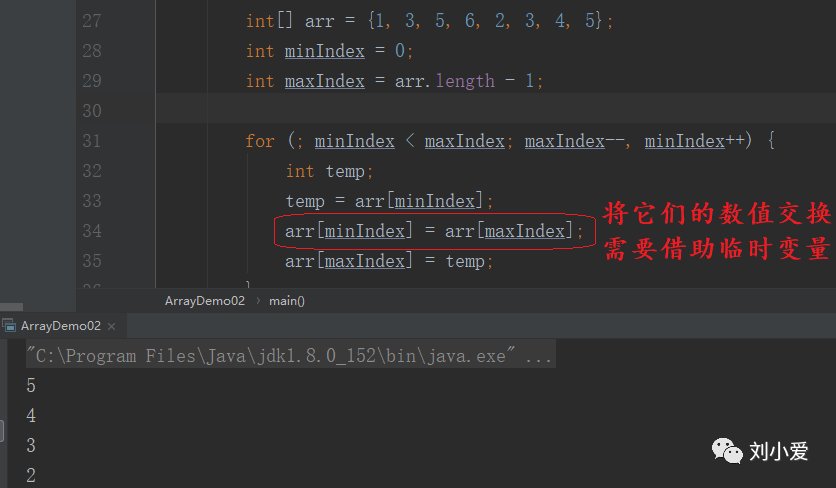 27 int[] arr = {1, 3, 5, 6, 2, 3, 4, 5};
28 int minIndex = 0;
29 int maxIndex = arr.length - 1;
30
31 for (; minIndex < maxIndex; maxIndex--, minIndex++) {
32 int temp;
33 temp = arr[minIndex];
34 arr[minIndex] = arr[maxIndex];
35 arr[maxIndex] = temp;
将它们的数值交换
需要借助临时变量
ArrayDemo02 › main()
ArrayDemo02 ×
"C:\Program Files\Java\jdk1.8.0_152\bin\java.exe" ...
5
4
3
2
刘小爱